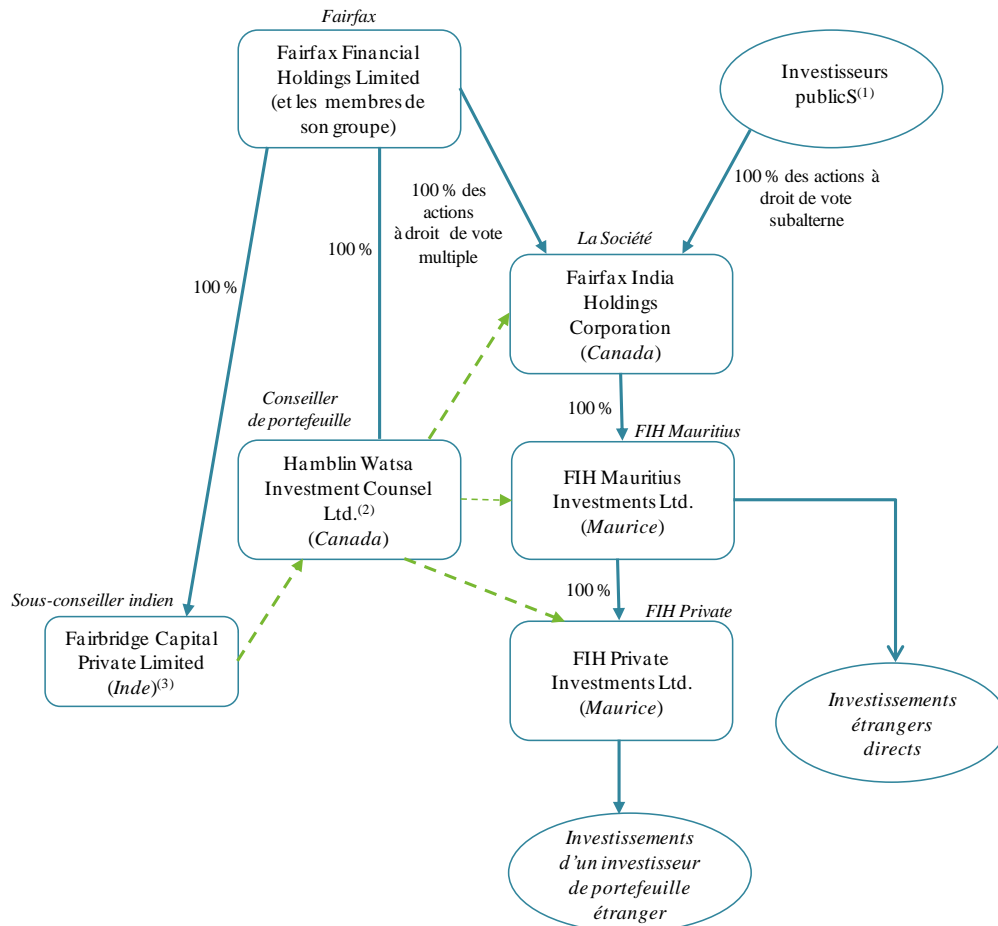 Fairfax
Fairfax Financial
Holdings Limited
(et les membres de
son groupe)
Investisseurs
publicS(1)
100 % des
actions
à droit de vote
multiple
100 % des actions à
droit de vote
subalterne
100 %
100 %
La Société
Fairfax India
Holdings
Corporation
(Canada)
100 %
Conseiller
de portefeuille
FIH Mauritius
Hamblin Watsa
Investment Counsel
Ltd.(2)
(Canada)
FIH Mauritius
Investments Ltd.
(Maurice)
100 %
Sous-conseiller indien
FIH Private
Fairbridge Capital
Private Limited
(Inde)(3)
FIH Private
Investments Ltd.
(Maurice)
Investissements
étrangers
directs
Investissements
d'un investisseur
de portefeuille
étranger